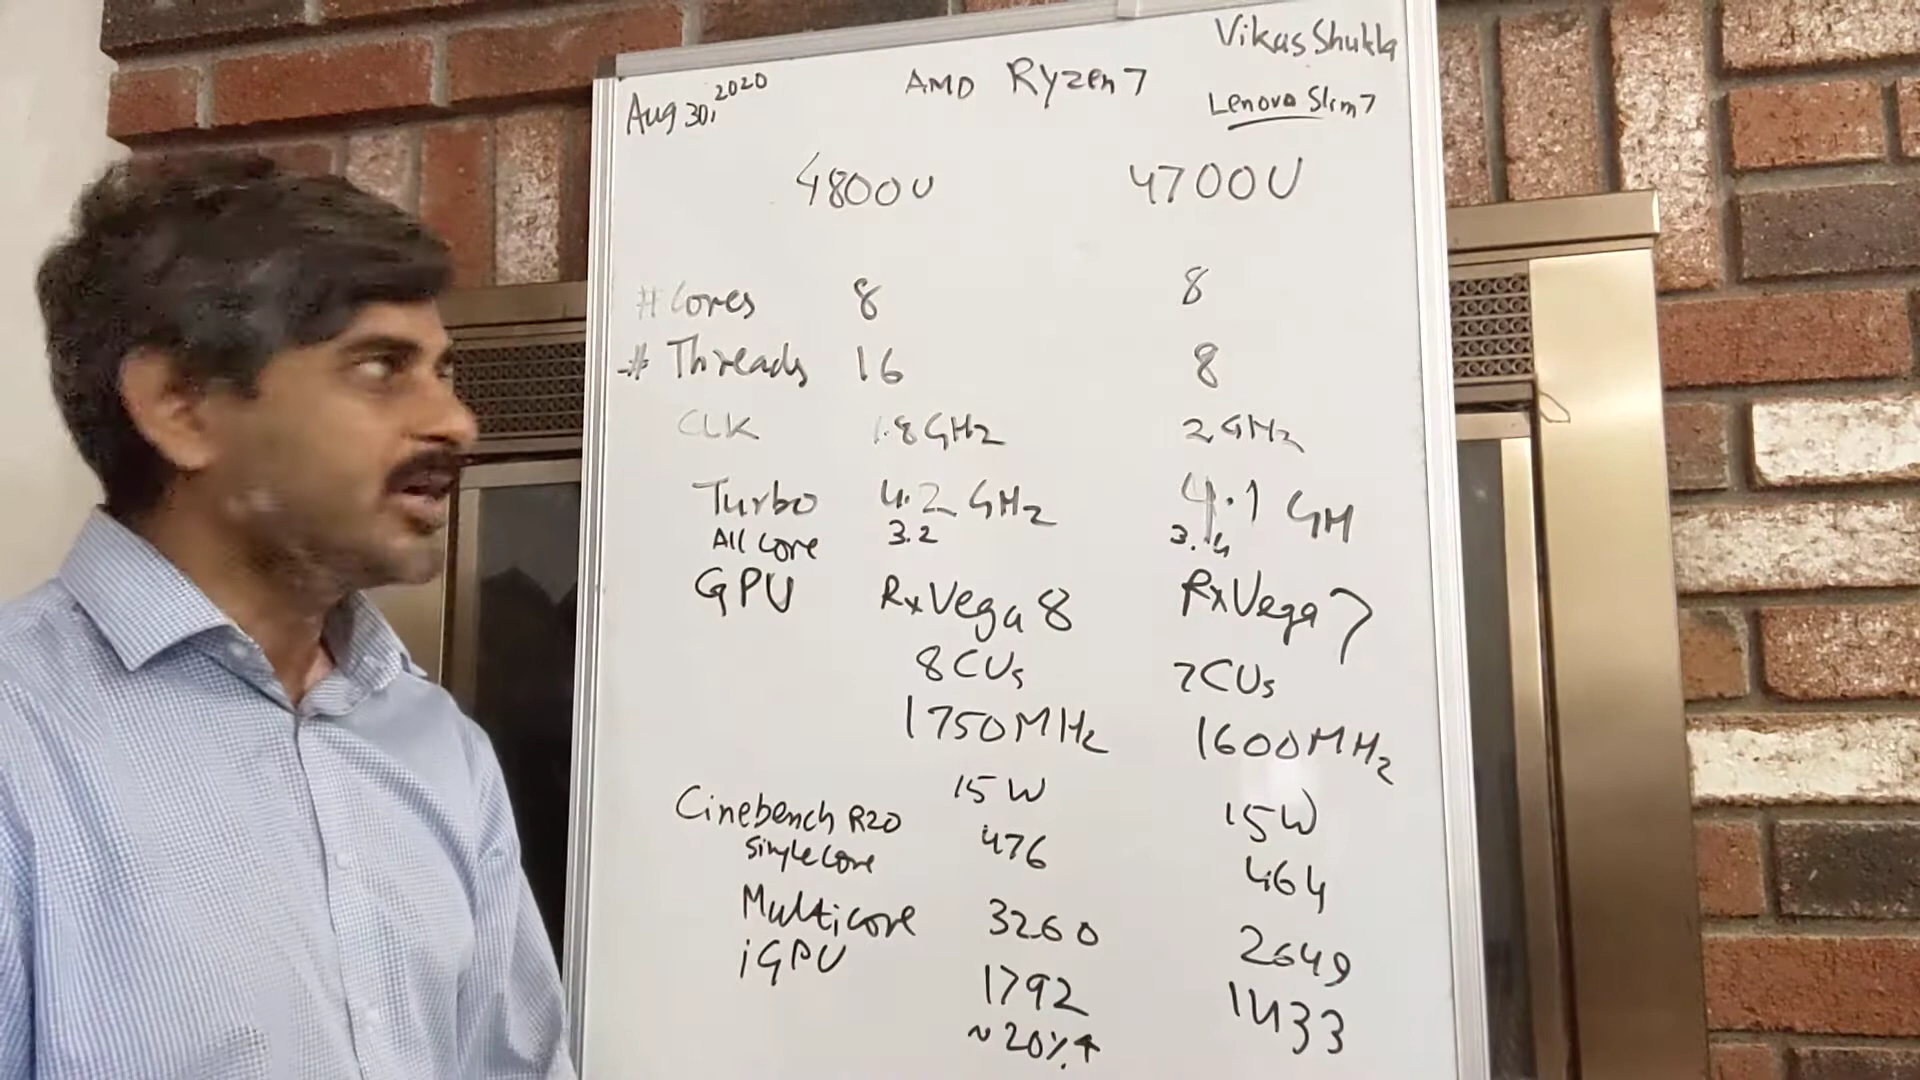 Vikas Shukla
Aug 30, 2020 AMD Ryzen 7
Lenovo Slim 7
4800U 4700U
# Cores 8 8
# Threads 16 8
CLK 1.8 GHz 2 GHz
Turbo 4.2 GHz 4.1 GH
All Core 3.2 3.4
GPU Rx Vega 8 Rx Vega 7
8 CUs 7 CUs
1750 MHz 1600 MHz
15 W 15 W
Cinebench R20
Single Core 476 464
Multicore 3260 2649
iGPU 1792 1433
~ 20% ↑